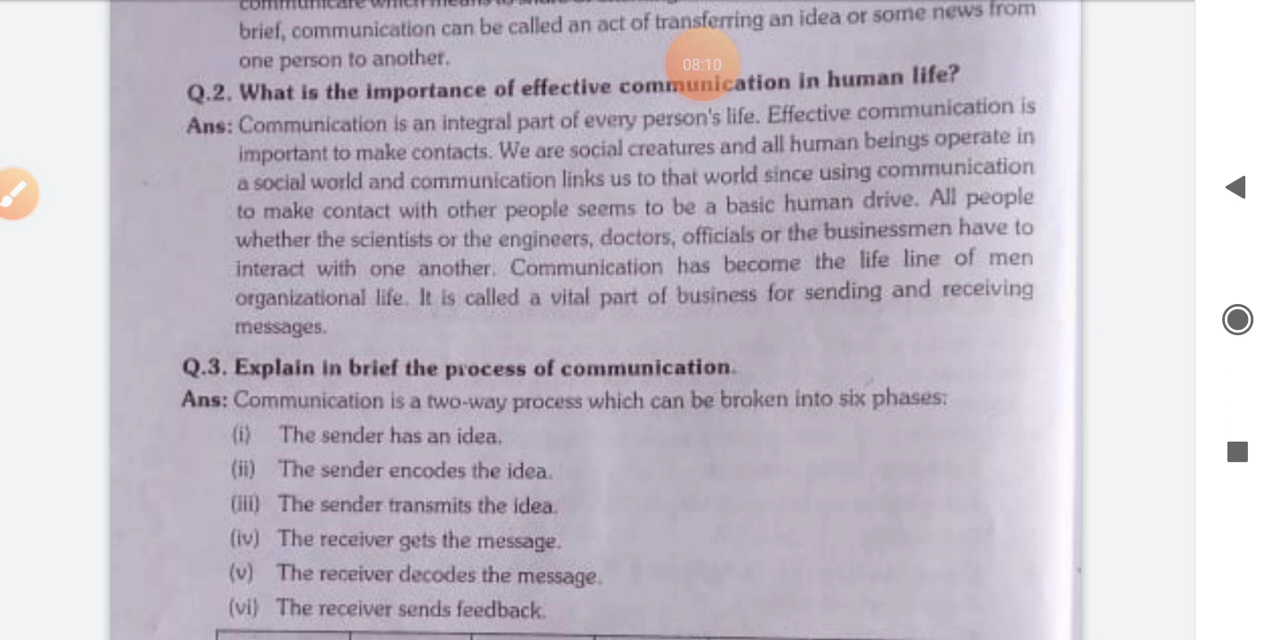 brief, communication can be called an act of transferring an idea or some news from
one person to another.
08:10
Q.2. What is the importance of effective communication in human life?
Ans: Communication is an integral part of every person's life. Effective communication is
important to make contacts. We are social creatures and all human beings operate in
a social world and communication links us to that world since using communication
to make contact with other people seems to be a basic human drive. All people
whether the scientists or the engineers, doctors, officials or the businessmen have to
interact with one another. Communication has become the life line of men
organizational life. It is called a vital part of business for sending and receiving
messages.
Q.3. Explain in brief the process of communication.
Ans: Communication is a two-way process which can be broken into six phases:
(i) The sender has an idea.
(ii) The sender encodes the idea.
(iii) The sender transmits the idea.
(iv) The receiver gets the message.
(v) The receiver decodes the message.
(vi) The receiver sends feedback.